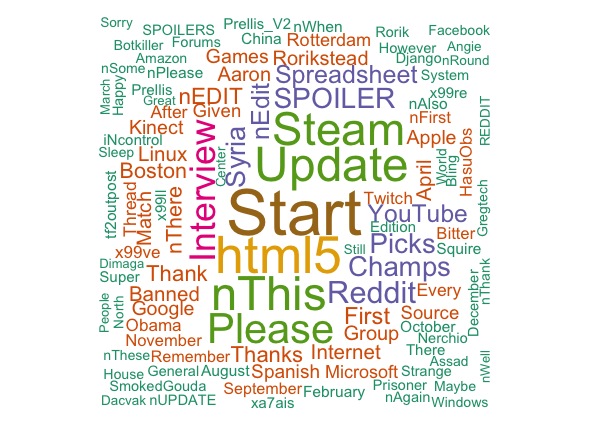 Sorry
SPOILERS
Prellis_V2
nWhen
Rorik
Facebook
Botkiller
Forums
China
Rotterdam
However
Angie
Amazon
Games
Rorikstead
Django
nRound
nSome
nPlease
Aaron
Spreadsheet
System
March
Happy
Prellis
Great
nEDIT
nEdit
SPOILER
nAlso
x99re
After
Given
Steam
nFirst
REDDIT
iNcontrol
Kinect
Interview
Syria
Update
Apple
HasuObs
Sleep
Linux
Center
World
Bling
Boston
April
tf2outpost
Thread
Match
x99ll
nThere
Start
Twitch
YouTube
Gregtech
Edition
Bitter
x99ve
html5
Still
Picks
Squire
Dimaga
Super
Thank
Champs
nThank
People
North
Banned
nThis
Reddit
Every
December
Google
Please
First
Source
Obama
Group
October
November
Nerchio
nThese
Remember
Thanks
Internet
There
Assad
nWell
House
General
August
Spanish
Microsoft
Strange
SmokedGouda
September
February
Prisoner
Maybe
Dacvak
nUPDATE
xa7ais
nAgain
Windows